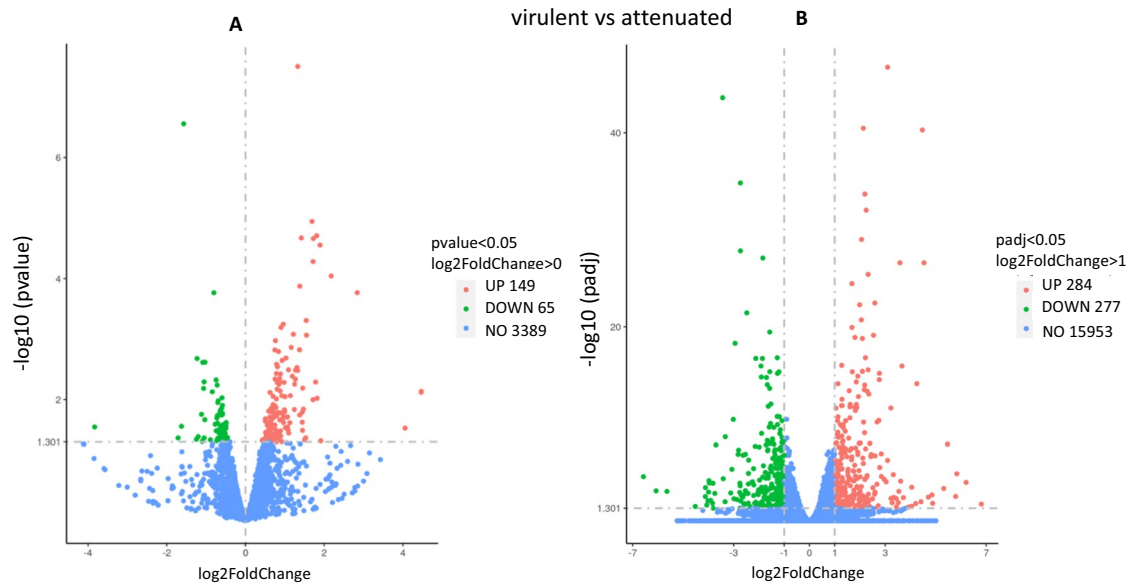 virulent vs attenuated
A
-log10 (pvalue)
6
4
2
1.301
-4
-2
0
2
4
log2FoldChange
pvalue<0.05
log2FoldChange>0
UP 149
DOWN 65
NO 3389
B
-log10 (padj)
40
20
1.301
-7
-3
-1
0
1
3
7
log2FoldChange
padj<0.05
log2FoldChange>1
UP 284
DOWN 277
NO 15953